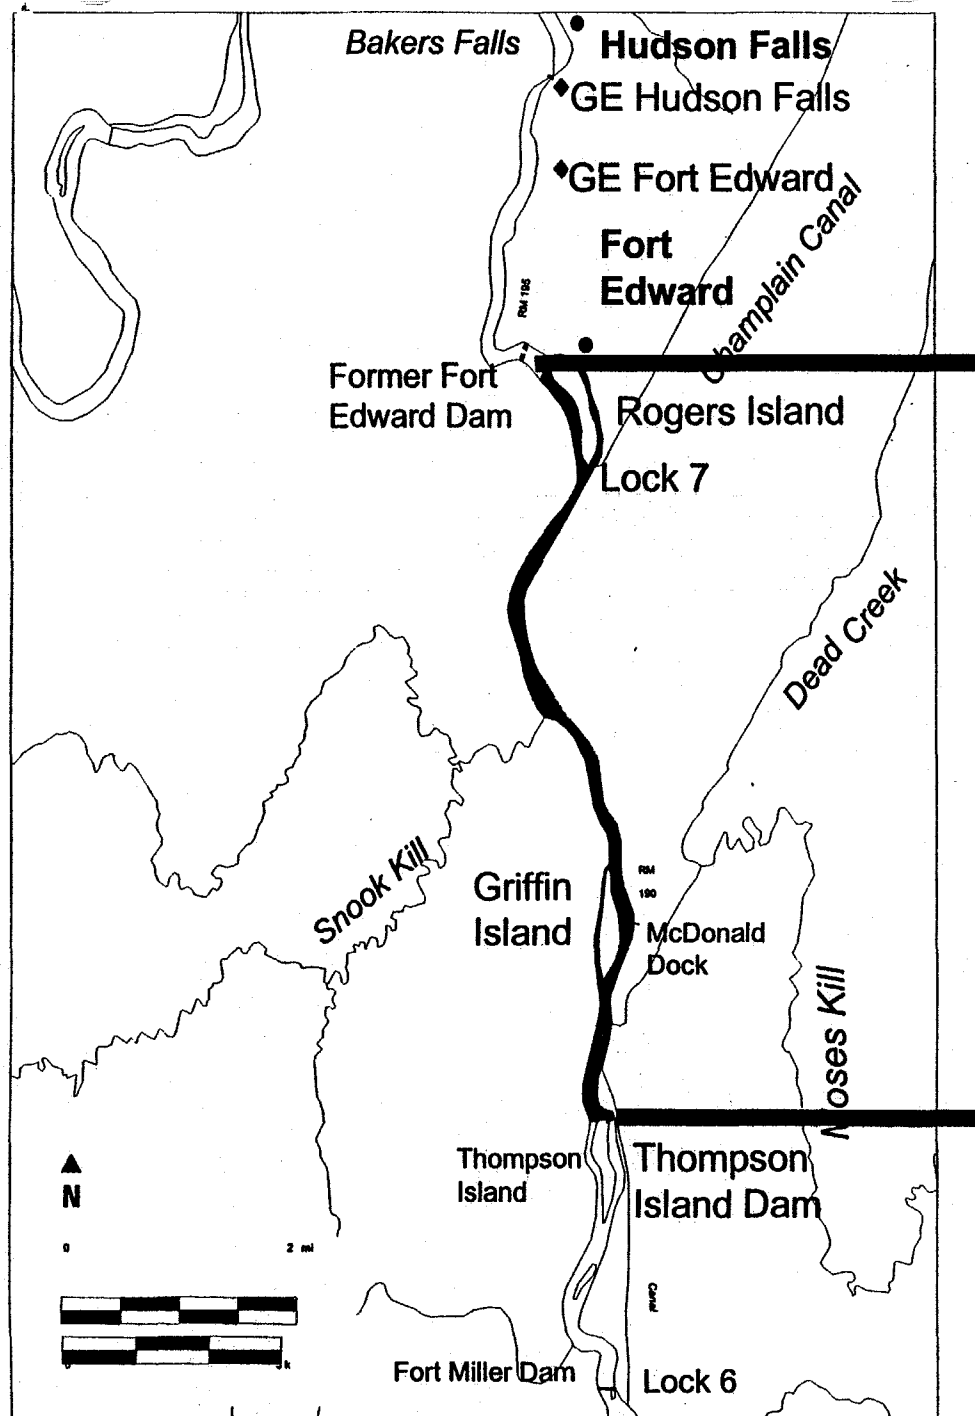 Bakers Falls
Hudson Falls
GE Hudson Falls
GE Fort Edward
Champlain Canal
Fort
Edward
RM 195
Former Fort
Edward Dam
Rogers Island
Lock 7
Dead Creek
Snook Kill
Griffin
Island
RM
190
McDonald
Dock
Moses Kill
Thompson
Island
Thompson
Island Dam
N
0 2 mi
Canal
Fort Miller Dam
Lock 6